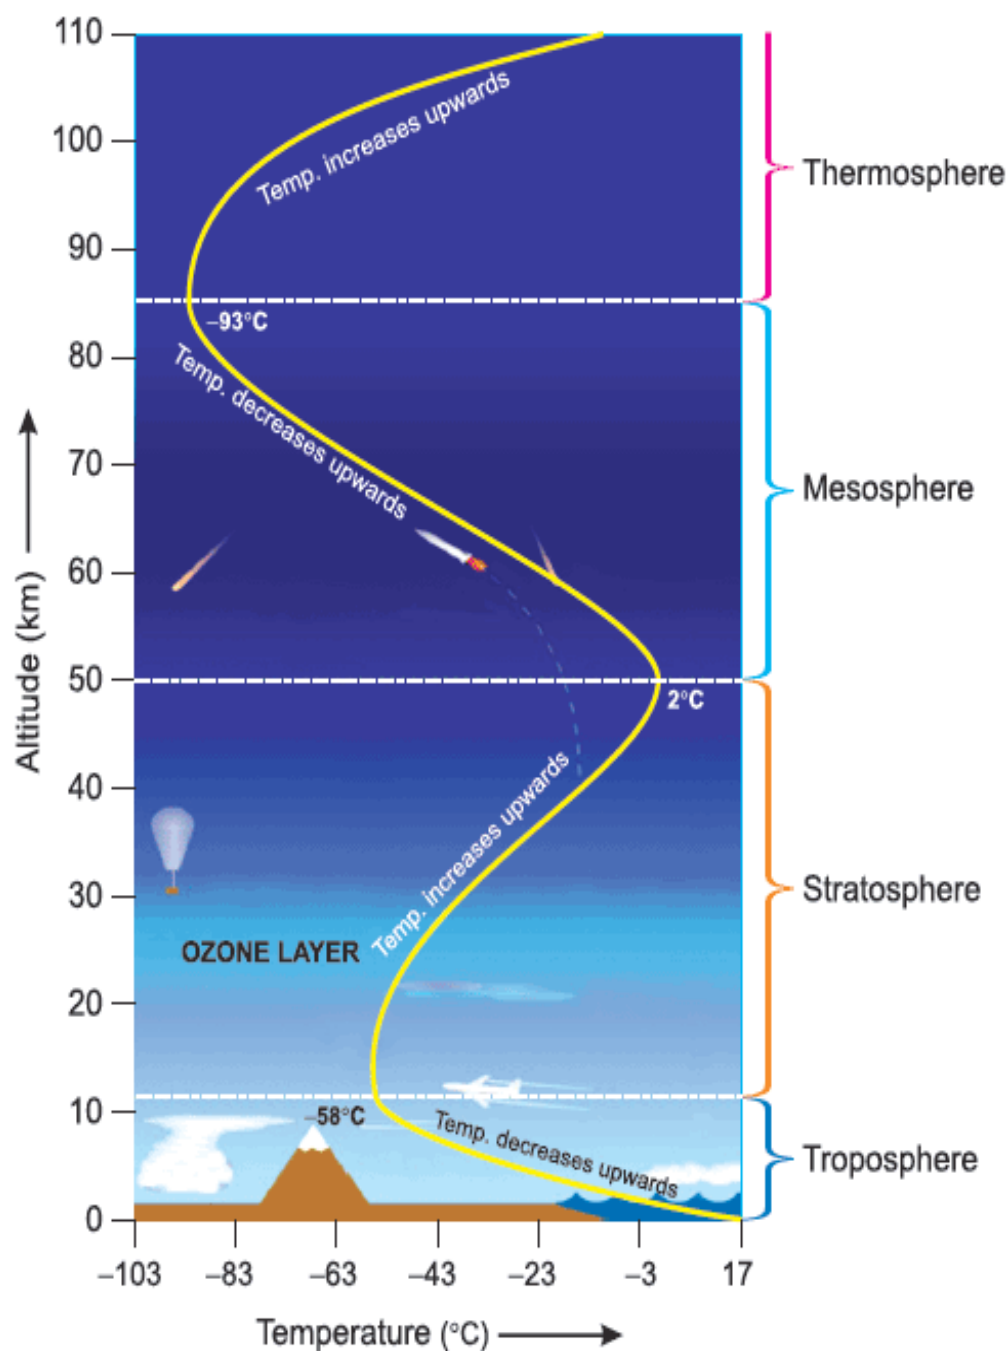 110
100
90
80
70
60
50
40
30
20
10
0
Altitude (km)
Temp. increases upwards
–93°C
Temp. decreases upwards
2°C
Temp. increases upwards
OZONE LAYER
–58°C
Temp. decreases upwards
Thermosphere
Mesosphere
Stratosphere
Troposphere
–103 –83 –63 –43 –23 –3 17
Temperature (°C)